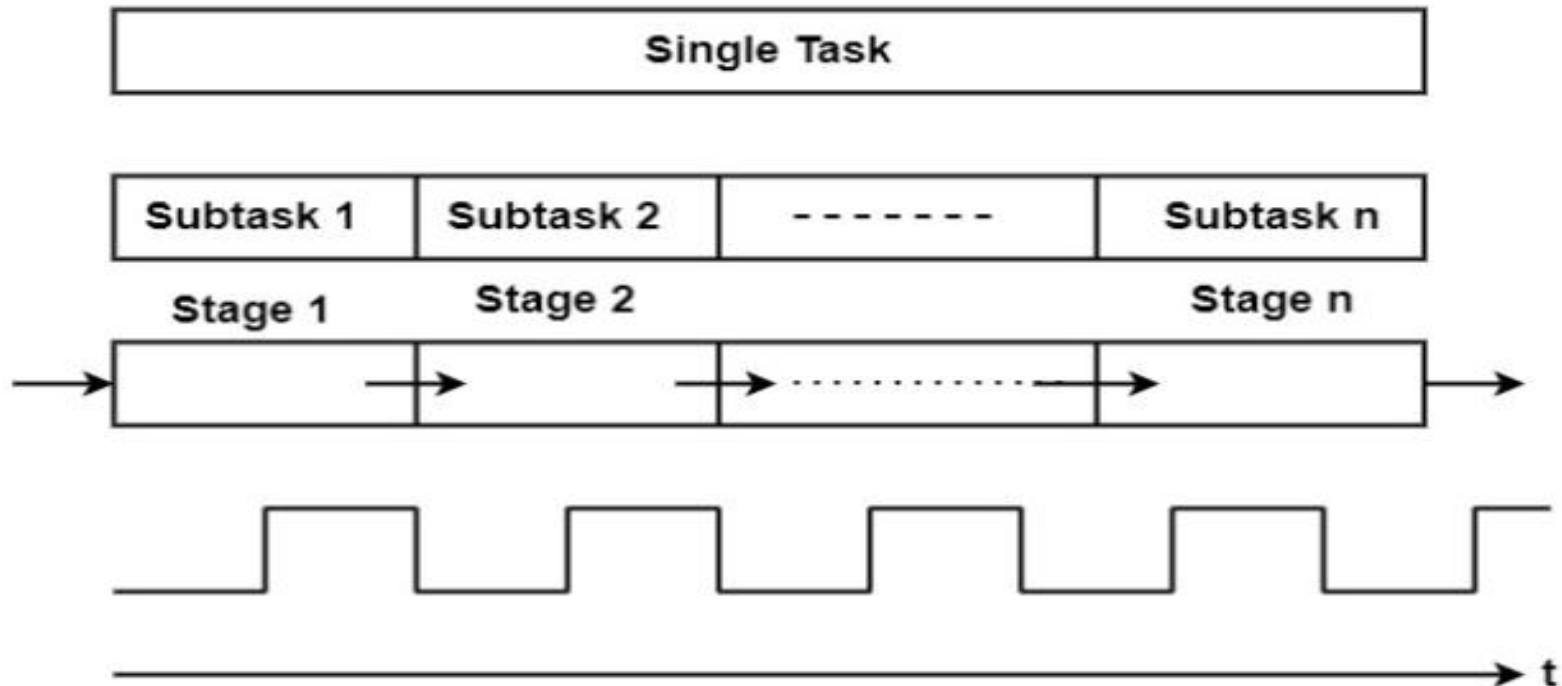 Single Task
Subtask 1 Subtask 2 ------- Subtask n
Stage 1 Stage 2 Stage n
t